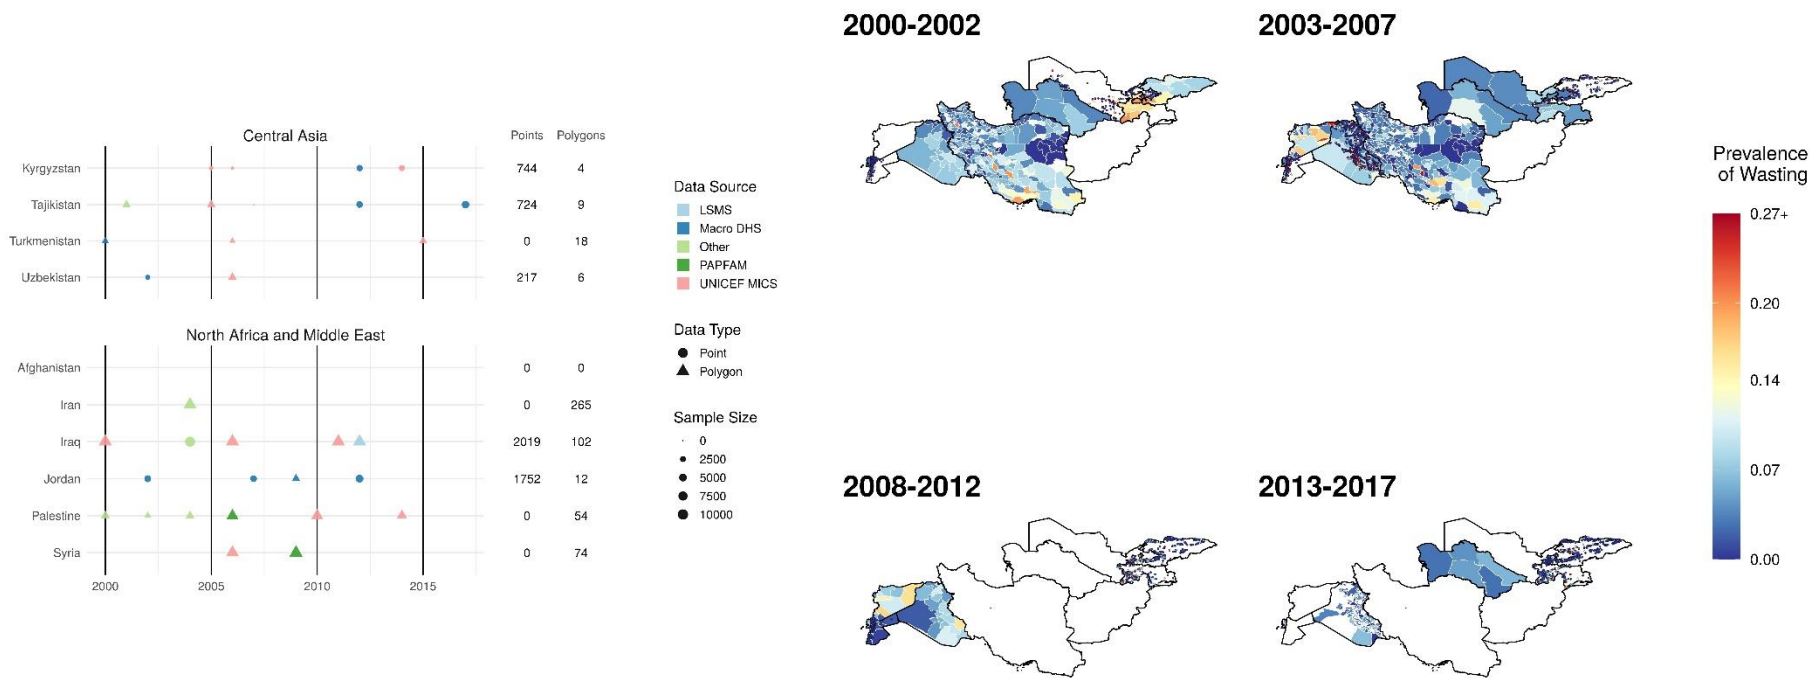 Central Asia
Points Polygons
Kyrgyzstan 744 4
Tajikistan 724 9
Turkmenistan 0 18
Uzbekistan 217 6
North Africa and Middle East
Afghanistan 0 0
Iran 0 265
Iraq 2019 102
Jordan 1752 12
Palestine 0 54
Syria 0 74
2000 2005 2010 2015
Data Source
LSMS
Macro DHS
Other
PAPFAM
UNICEF MICS
Data Type
Point
Polygon
Sample Size
0
2500
5000
7500
10000
2000-2002
2003-2007
2008-2012
2013-2017
Prevalence
of Wasting
0.27+
0.20
0.14
0.07
0.00